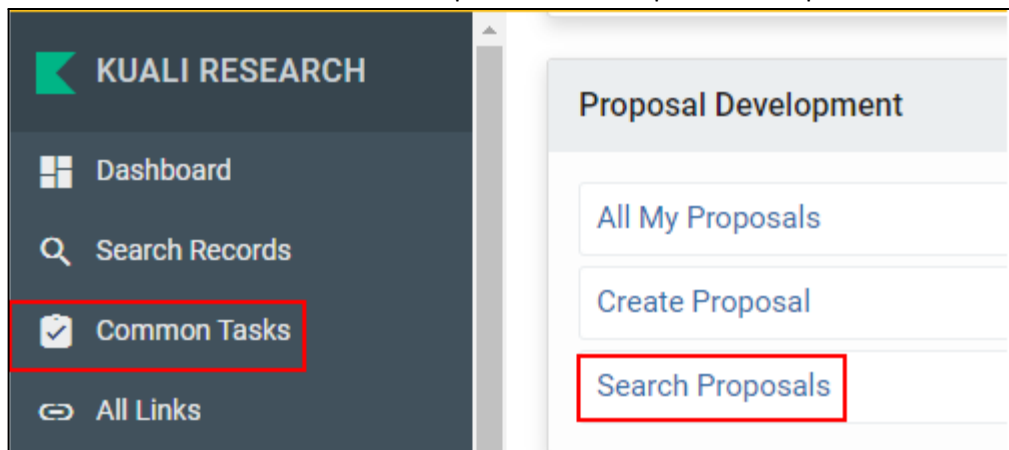 KUALI RESEARCH
Dashboard
Search Records
Common Tasks
All Links
Proposal Development
All My Proposals
Create Proposal
Search Proposals